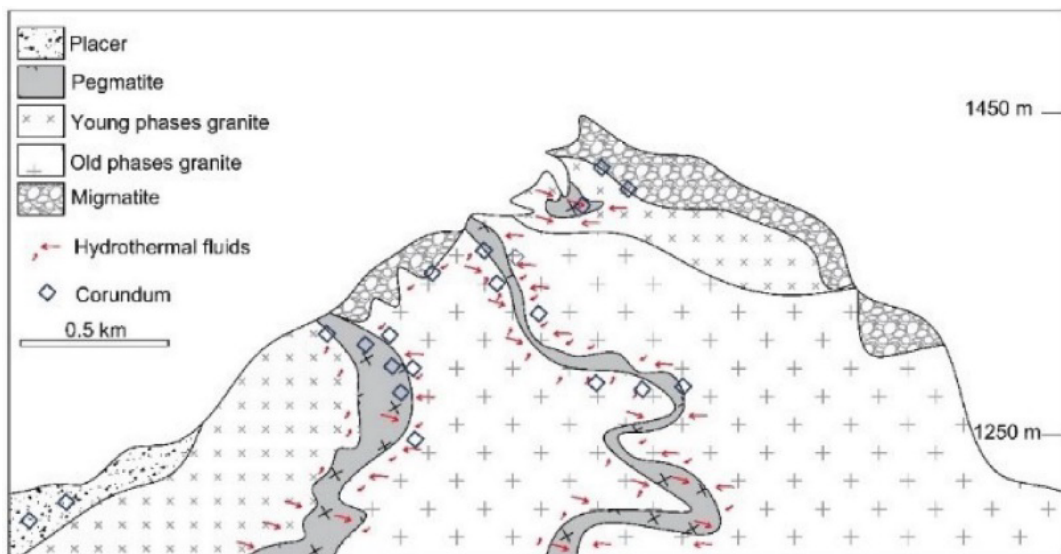 Placer
Pegmatite
Young phases granite
Old phases granite
Migmatite
Hydrothermal fluids
Corundum
0.5 km
1450 m
1250 m